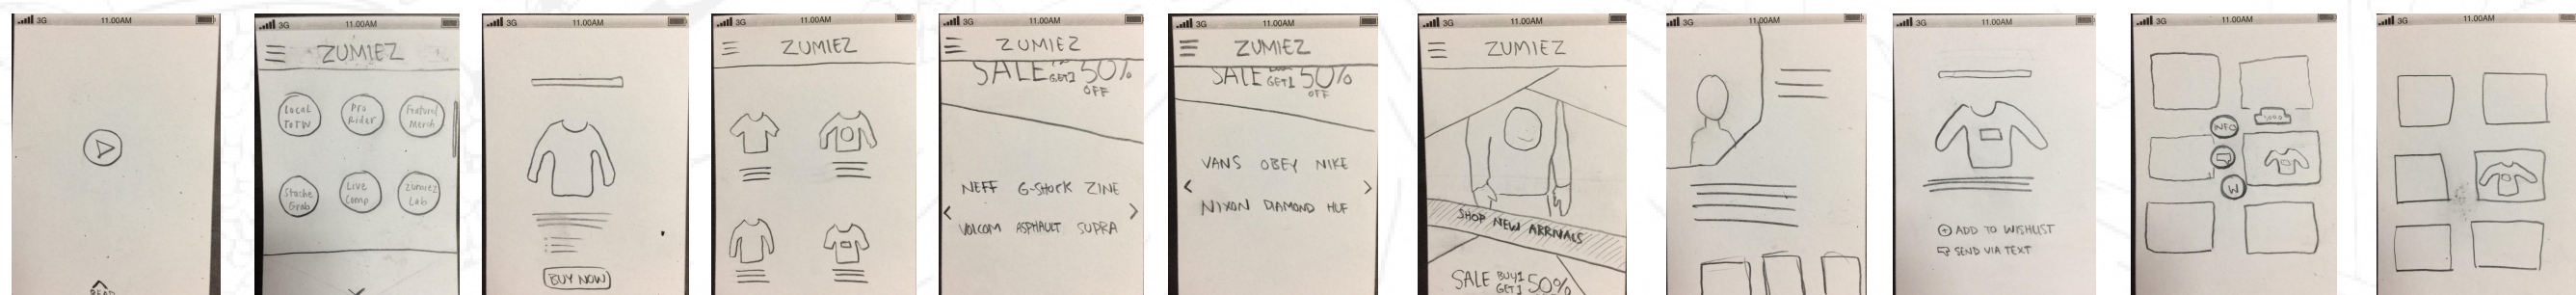 3G 11.00AM
READ
3G 11.00AM
ZUMIEZ
Local
ToTW
Pro
Rider
Featured
Merch
Stache
Grab
Live
Comp
Zumiez
Lab
3G 11.00AM
BUY NOW
3G 11.00AM
ZUMIEZ
3G 11.00AM
ZUMIEZ
SALE GET1 50%
OFF
NEFF G-SHOCK ZINE
VOLCOM ASPHAULT SUPRA
3G 11.00AM
ZUMIEZ
SALE GET1 50%
OFF
VANS OBEY NIKE
NIXON DIAMOND HUF
3G 11.00AM
ZUMIEZ
SHOP NEW ARRIVALS
SALE BUY1 GET1 50%
3G 11.00AM
3G 11.00AM
ADD TO WISHLIST
SEND VIA TEXT
3G 11.00AM
INFO
W
3G 11.00AM